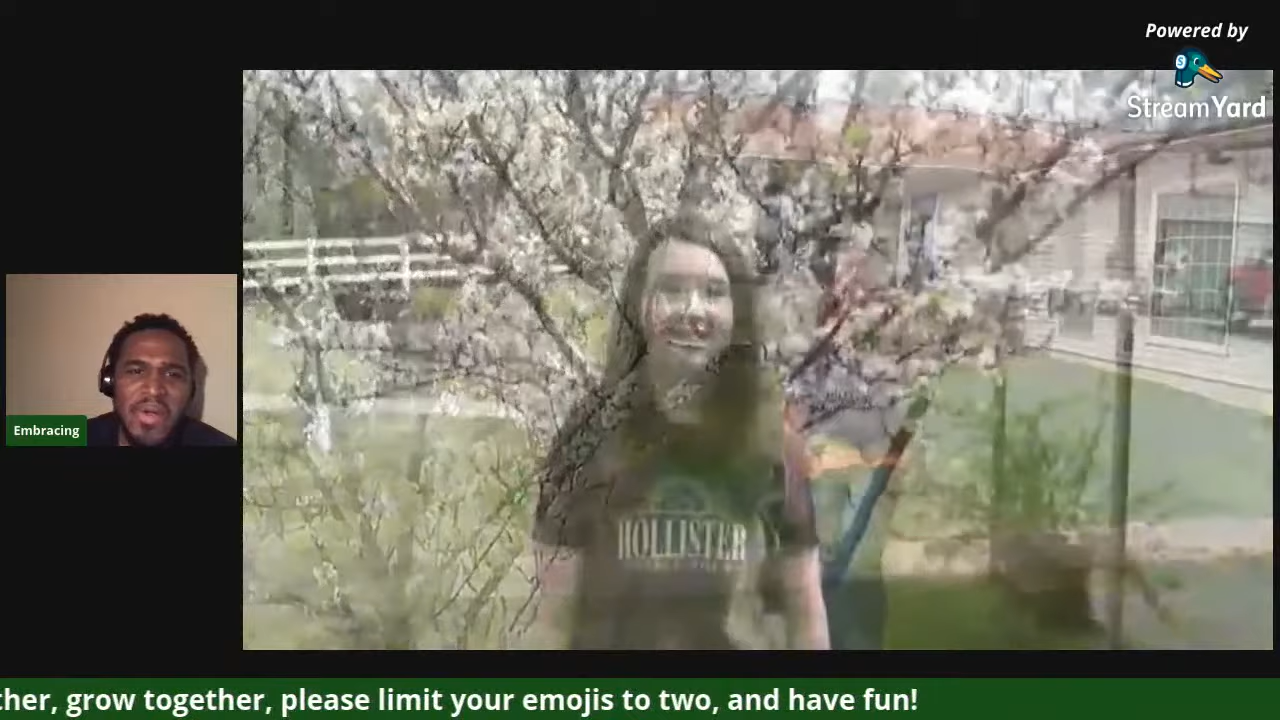 Powered by
StreamYard
Embracing
HOLLISTER
ther, grow together, please limit your emojis to two, and have fun!